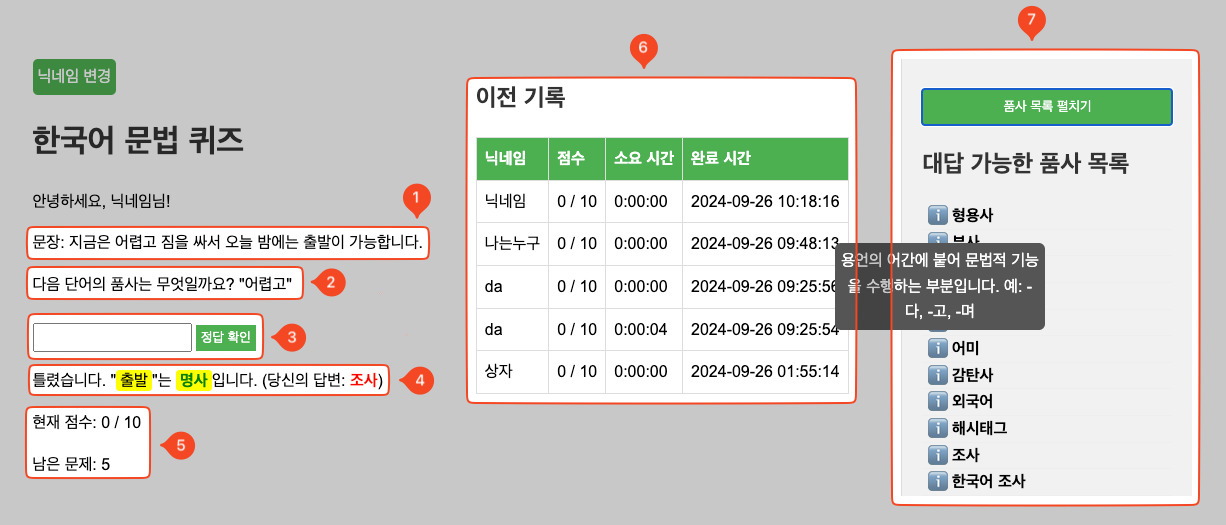 닉네임 변경
한국어 문법 퀴즈
안녕하세요, 닉네임님!
1
문장: 지금은 어렵고 짐을 싸서 오늘 밤에는 출발이 가능합니다.
다음 단어의 품사는 무엇일까요? "어렵고"
2
정답 확인
3
틀렸습니다. "출발"는 명사입니다. (당신의 답변: 조사)
4
현재 점수: 0 / 10
남은 문제: 5
5
6
이전 기록
닉네임 점수 소요 시간 완료 시간
닉네임 0 / 10 0:00:00 2024-09-26 10:18:16
나는누구 0 / 10 0:00:00 2024-09-26 09:48:13
da 0 / 10 0:00:00 2024-09-26 09:25:56
da 0 / 10 0:00:04 2024-09-26 09:25:54
상자 0 / 10 0:00:00 2024-09-26 01:55:14
7
품사 목록 펼치기
대답 가능한 품사 목록
i 형용사
부사
용언의 어간에 붙어 문법적 기능
을 수행하는 부분입니다. 예: -
다, -고, -며
i 어미
i 감탄사
i 외국어
i 해시태그
i 조사
i 한국어 조사